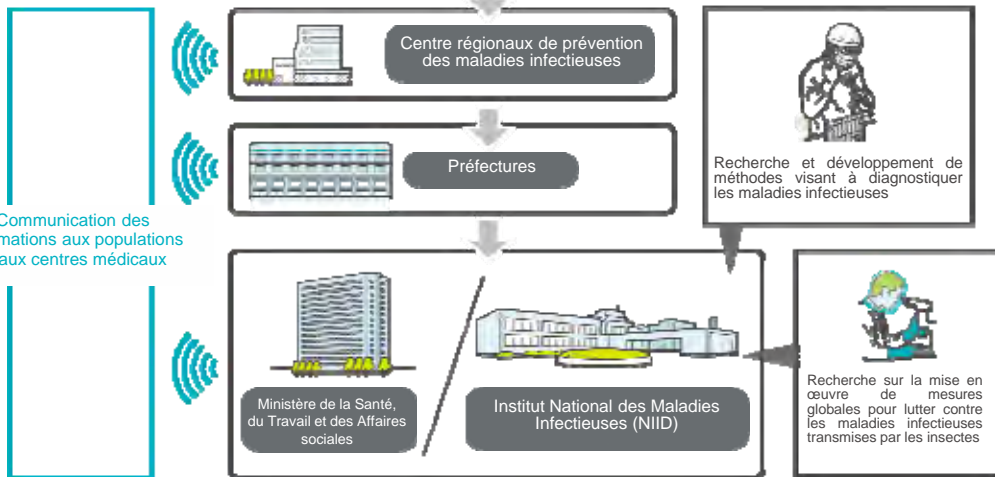 Centre régionaux de prévention
des maladies infectieuses
Préfectures
Communication des
mations aux populations
aux centres médicaux
Ministère de la Santé,
du Travail et des Affaires
sociales
Institut National des Maladies
Infectieuses (NIID)
Recherche et développement de
méthodes visant à diagnostiquer
les maladies infectieuses
Recherche sur la mise en
œuvre de mesures
globales pour lutter contre
les maladies infectieuses
transmises par les insectes